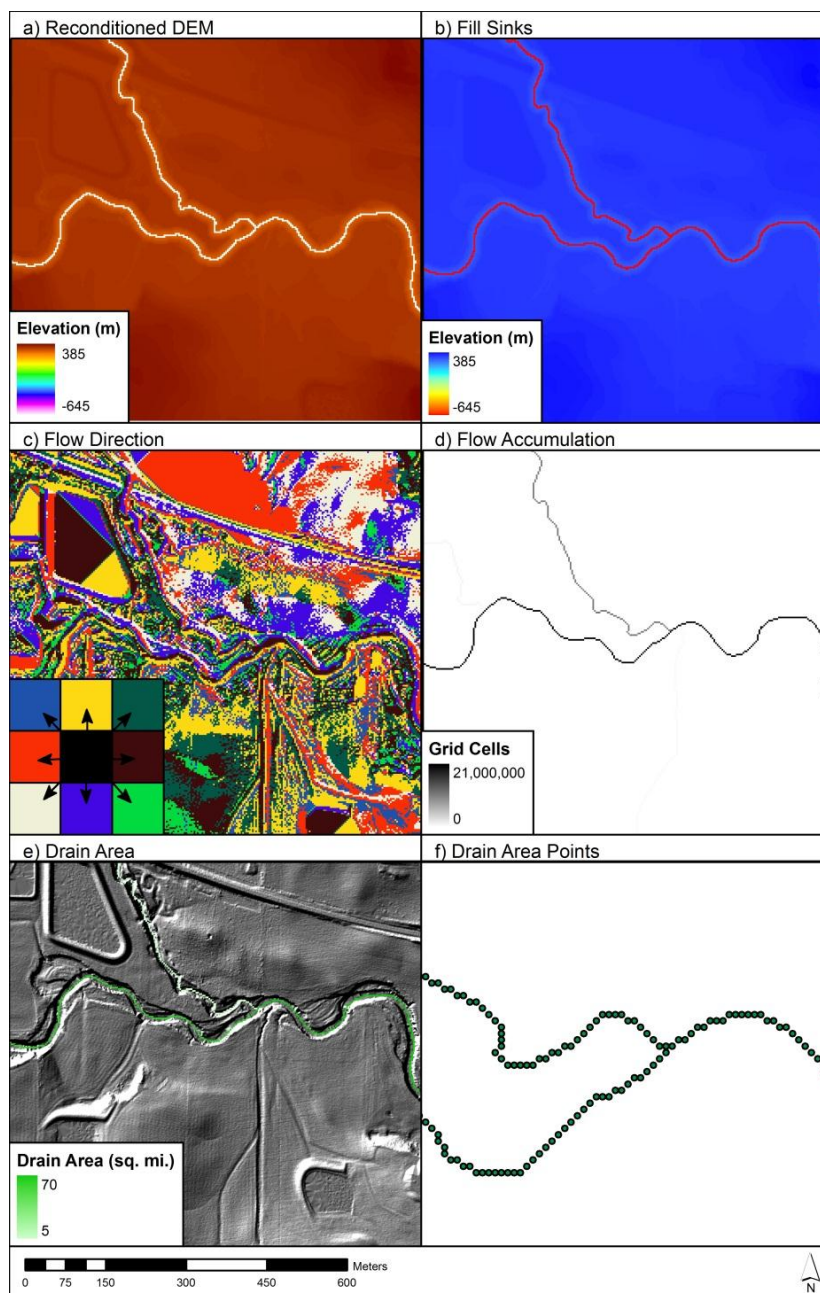 a) Reconditioned DEM
b) Fill Sinks
Elevation (m)
385
-645
Elevation (m)
385
-645
c) Flow Direction
d) Flow Accumulation
Grid Cells
21,000,000
0
e) Drain Area
f) Drain Area Points
Drain Area (sq. mi.)
70
5
Meters
0 75 150 300 450 600
N